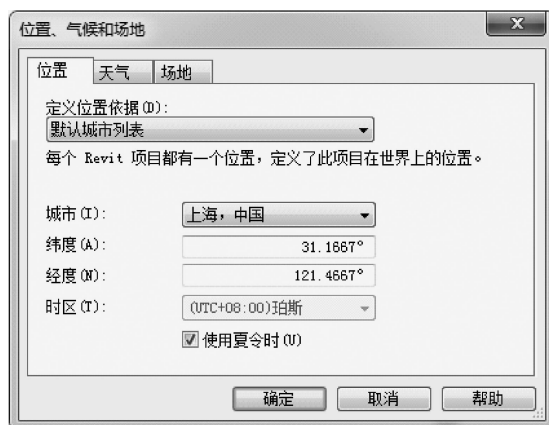 位置、气候和场地
位置 天气 场地
定义位置依据(D):
默认城市列表
每个 Revit 项目都有一个位置，定义了此项目在世界上的位置。
城市(I): 上海，中国
纬度(A): 31.1667°
经度(N): 121.4667°
时区(T): (UTC+08:00)珀斯
使用夏令时(U)
确定 取消 帮助